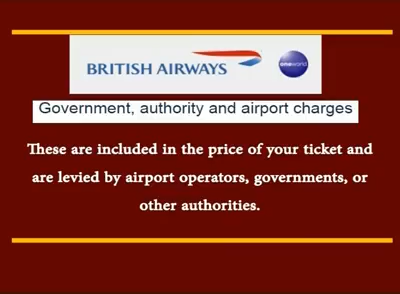 BRITISH AIRWAYS
oneworld
Government, authority and airport charges
These are included in the price of your ticket and
are levied by airport operators, governments, or
other authorities.